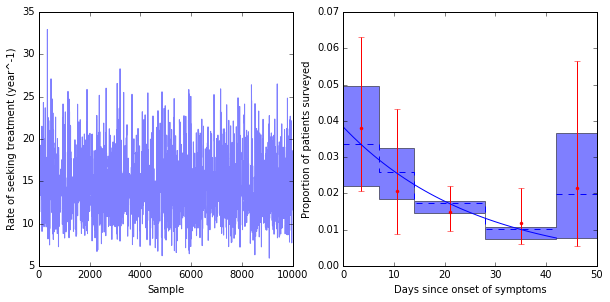 35
30
25
20
15
10
5
Rate of seeking treatment (year^-1)
0 2000 4000 6000 8000 10000
Sample
0.07
0.06
0.05
0.04
0.03
0.02
0.01
0.00
Proportion of patients surveyed
0 10 20 30 40 50
Days since onset of symptoms